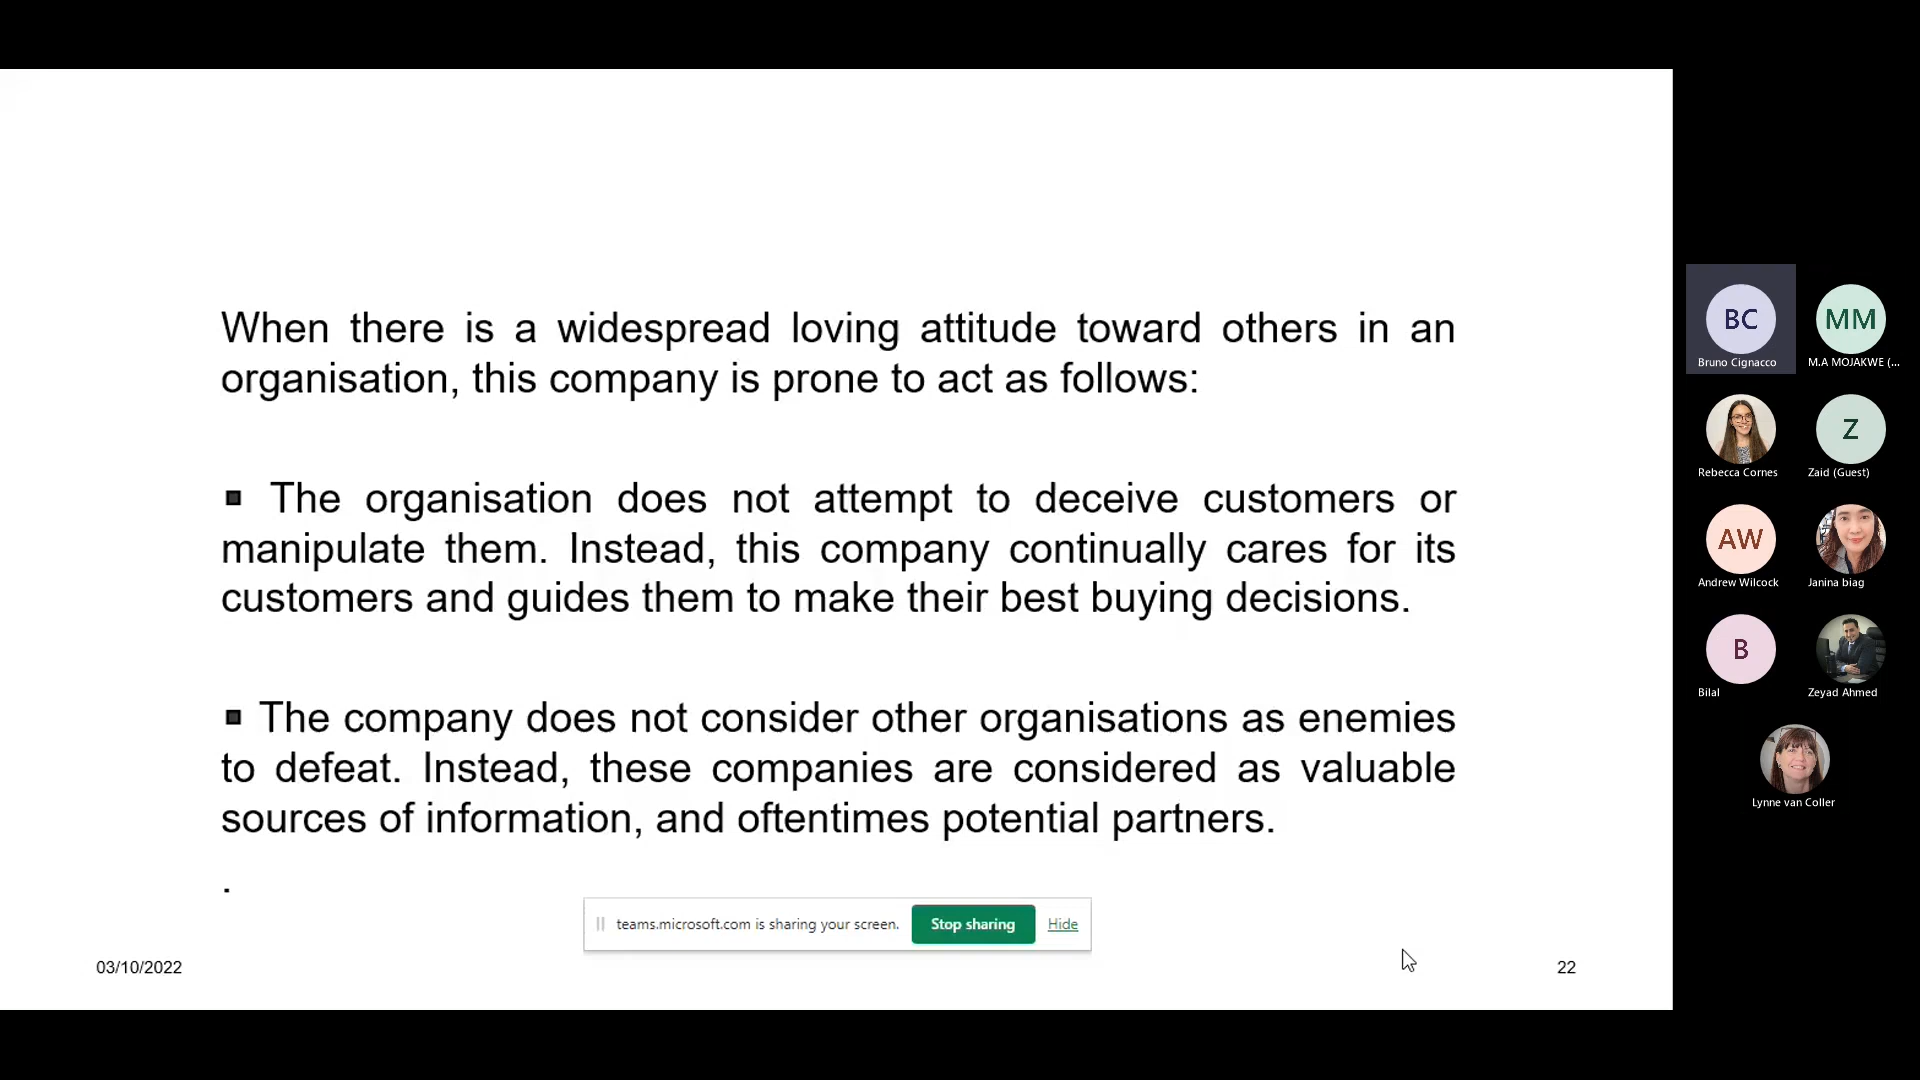 When there is a widespread loving attitude toward others in an
organisation, this company is prone to act as follows:
▪ The organisation does not attempt to deceive customers or
manipulate them. Instead, this company continually cares for its
customers and guides them to make their best buying decisions.
▪ The company does not consider other organisations as enemies
to defeat. Instead, these companies are considered as valuable
sources of information, and oftentimes potential partners.
.
teams.microsoft.com is sharing your screen. Stop sharing Hide
03/10/2022
22
BC MM
Bruno Cignacco M.A MOJAKWE (...
Z
Rebecca Cornes Zaid (Guest)
AW
Andrew Wilcock Janina biag
B
Bilal Zeyad Ahmed
Lynne van Coller